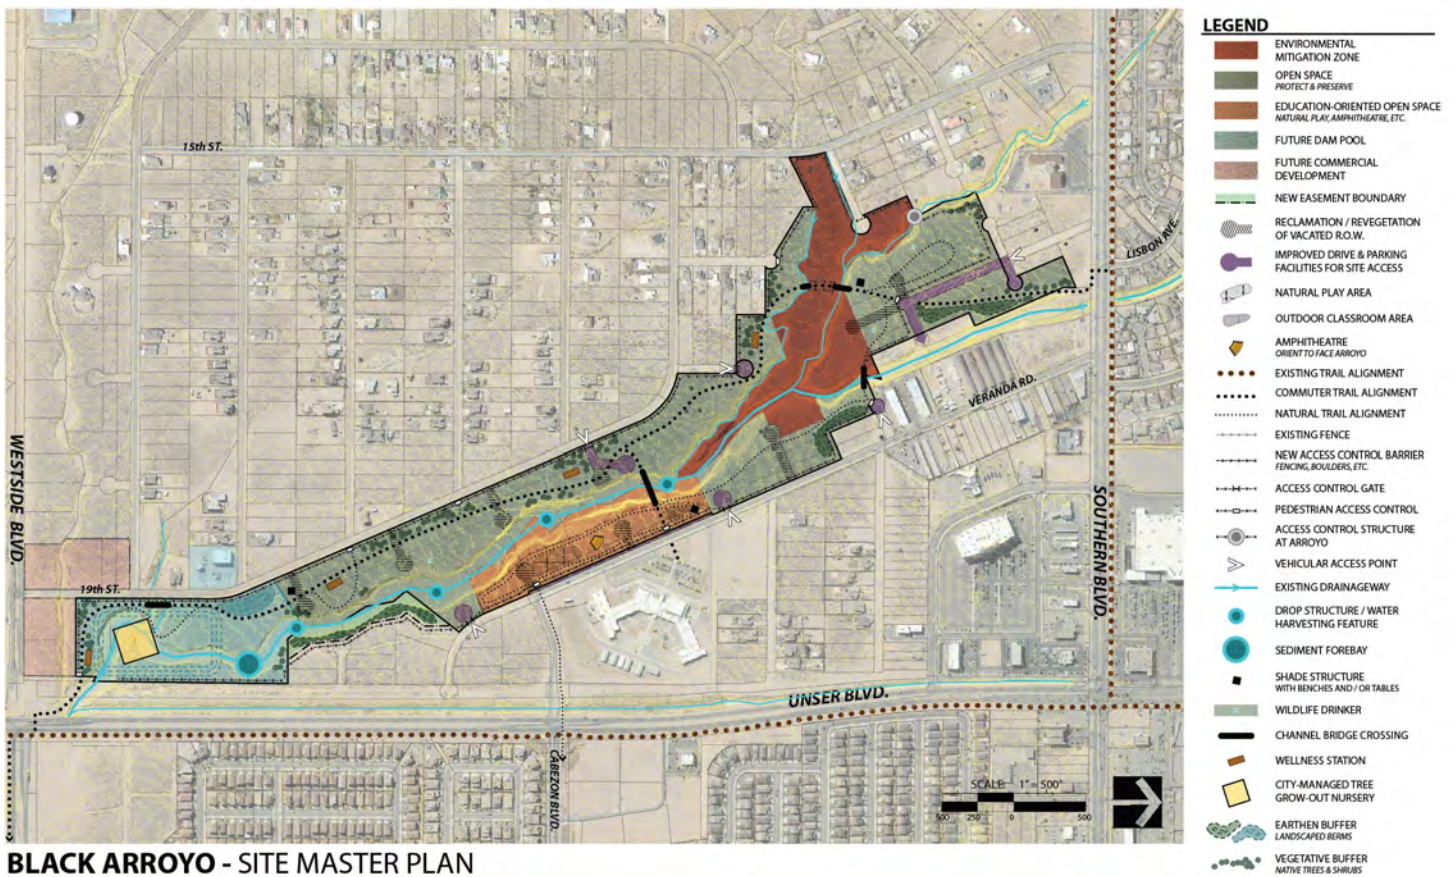 LEGEND
ENVIRONMENTAL
MITIGATION ZONE
OPEN SPACE
PROTECT & PRESERVE
EDUCATION-ORIENTED OPEN SPACE
NATURAL PLAY, AMPHITHEATRE, ETC.
FUTURE DAM POOL
FUTURE COMMERCIAL
DEVELOPMENT
NEW EASEMENT BOUNDARY
RECLAMATION / REVEGETATION
OF VACATED R.O.W.
IMPROVED DRIVE & PARKING
FACILITIES FOR SITE ACCESS
NATURAL PLAY AREA
OUTDOOR CLASSROOM AREA
AMPHITHEATRE
ORIENT TO FACE ARROYO
EXISTING TRAIL ALIGNMENT
COMMUTER TRAIL ALIGNMENT
NATURAL TRAIL ALIGNMENT
EXISTING FENCE
NEW ACCESS CONTROL BARRIER
FENCING, BOULDERS, ETC.
ACCESS CONTROL GATE
PEDESTRIAN ACCESS CONTROL
ACCESS CONTROL STRUCTURE
AT ARROYO
VEHICULAR ACCESS POINT
EXISTING DRAINAGEWAY
DROP STRUCTURE / WATER
HARVESTING FEATURE
SEDIMENT FOREBAY
SHADE STRUCTURE
WITH BENCHES AND / OR TABLES
WILDLIFE DRINKER
CHANNEL BRIDGE CROSSING
WELLNESS STATION
CITY-MANAGED TREE
GROW-OUT NURSERY
EARTHEN BUFFER
LANDSCAPED BERMS
VEGETATIVE BUFFER
NATIVE TREES & SHRUBS
15th ST.
LISBON AVE.
VERANDA RD.
WESTSIDE BLVD.
SOUTHERN BLVD.
19th ST.
UNSER BLVD.
CABEZON BLVD.
SCALE: 1" = 500'
500 250 0 500
BLACK ARROYO - SITE MASTER PLAN